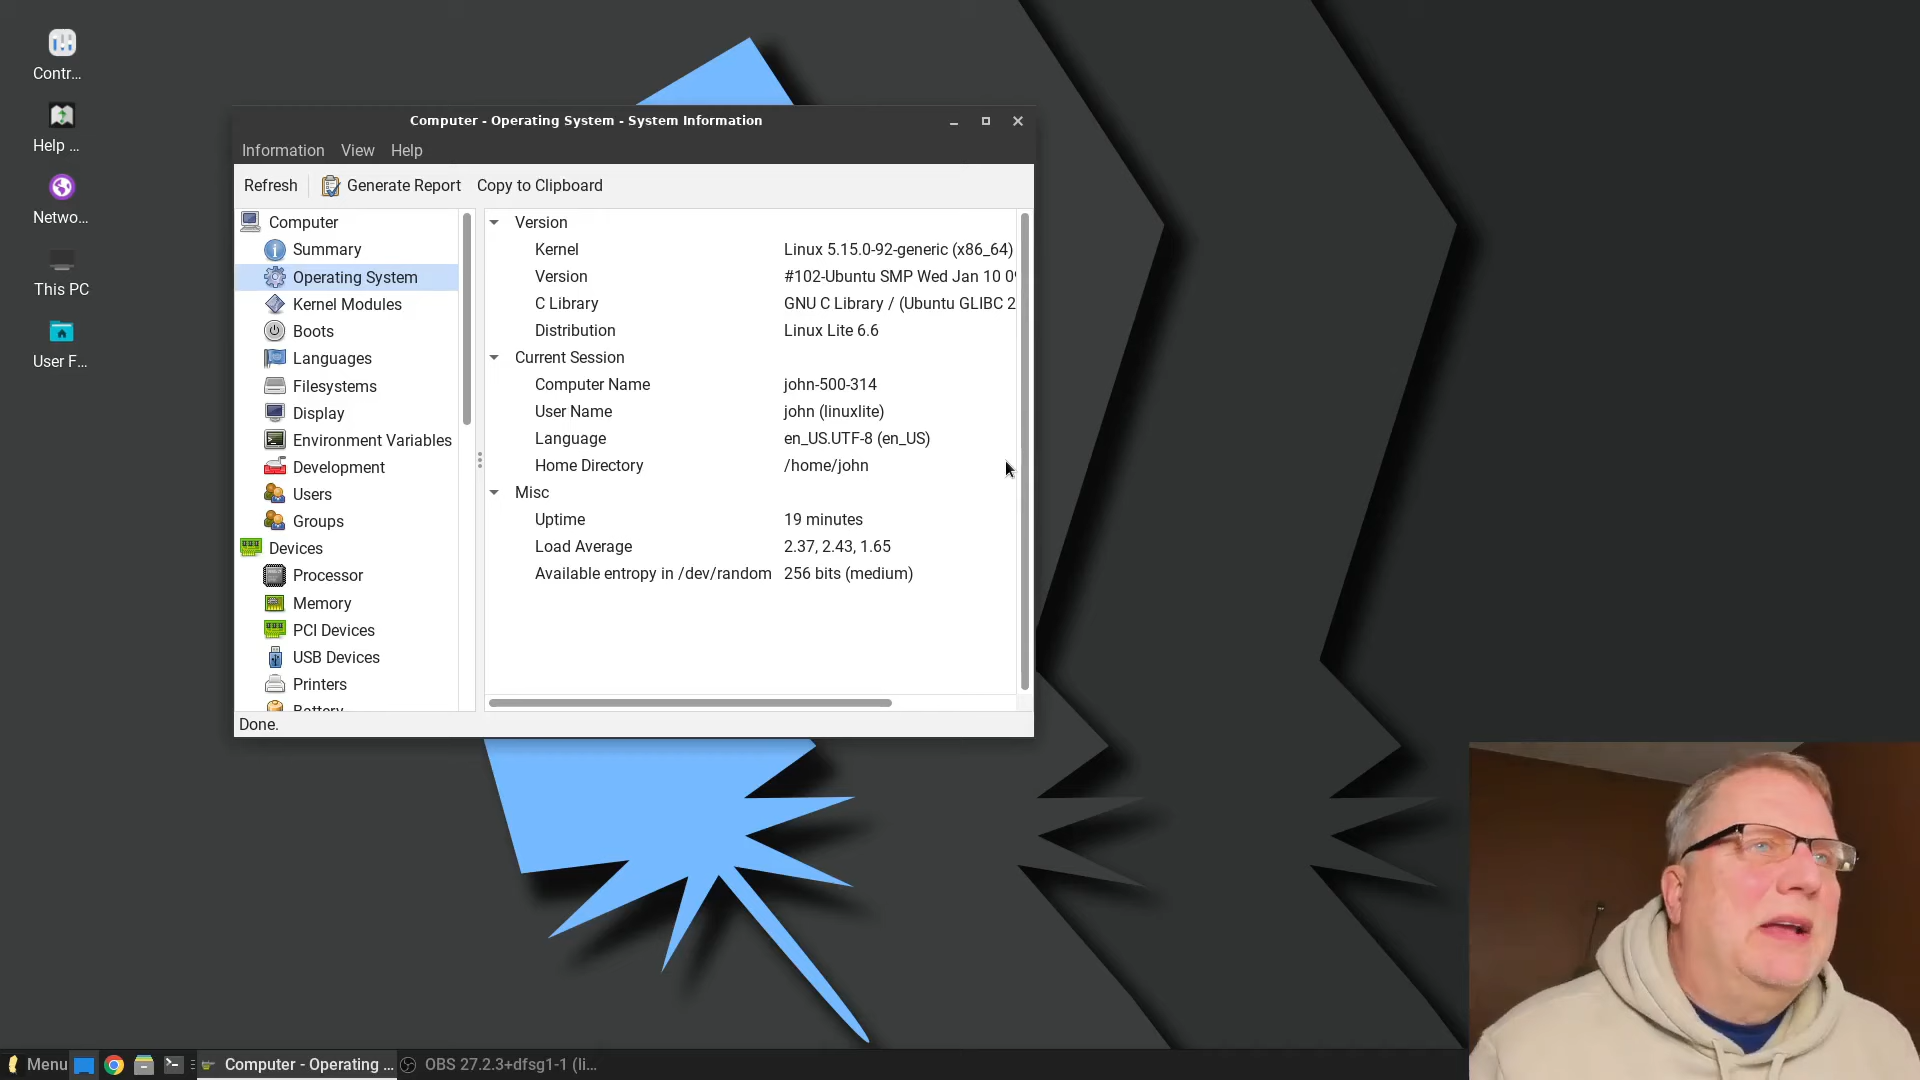 Contr...
Help ...
Netwo...
This PC
User F...
Computer - Operating System - System Information
Information View Help
Refresh Generate Report Copy to Clipboard
Computer
Summary
Operating System
Kernel Modules
Boots
Languages
Filesystems
Display
Environment Variables
Development
Users
Groups
Devices
Processor
Memory
PCI Devices
USB Devices
Printers
Battery
Version
Kernel Linux 5.15.0-92-generic (x86_64)
Version #102-Ubuntu SMP Wed Jan 10 0
C Library GNU C Library / (Ubuntu GLIBC 2
Distribution Linux Lite 6.6
Current Session
Computer Name john-500-314
User Name john (linuxlite)
Language en_US.UTF-8 (en_US)
Home Directory /home/john
Misc
Uptime 19 minutes
Load Average 2.37, 2.43, 1.65
Available entropy in /dev/random 256 bits (medium)
Done.
Menu Computer - Operating ... OBS 27.2.3+dfsg1-1 (li...